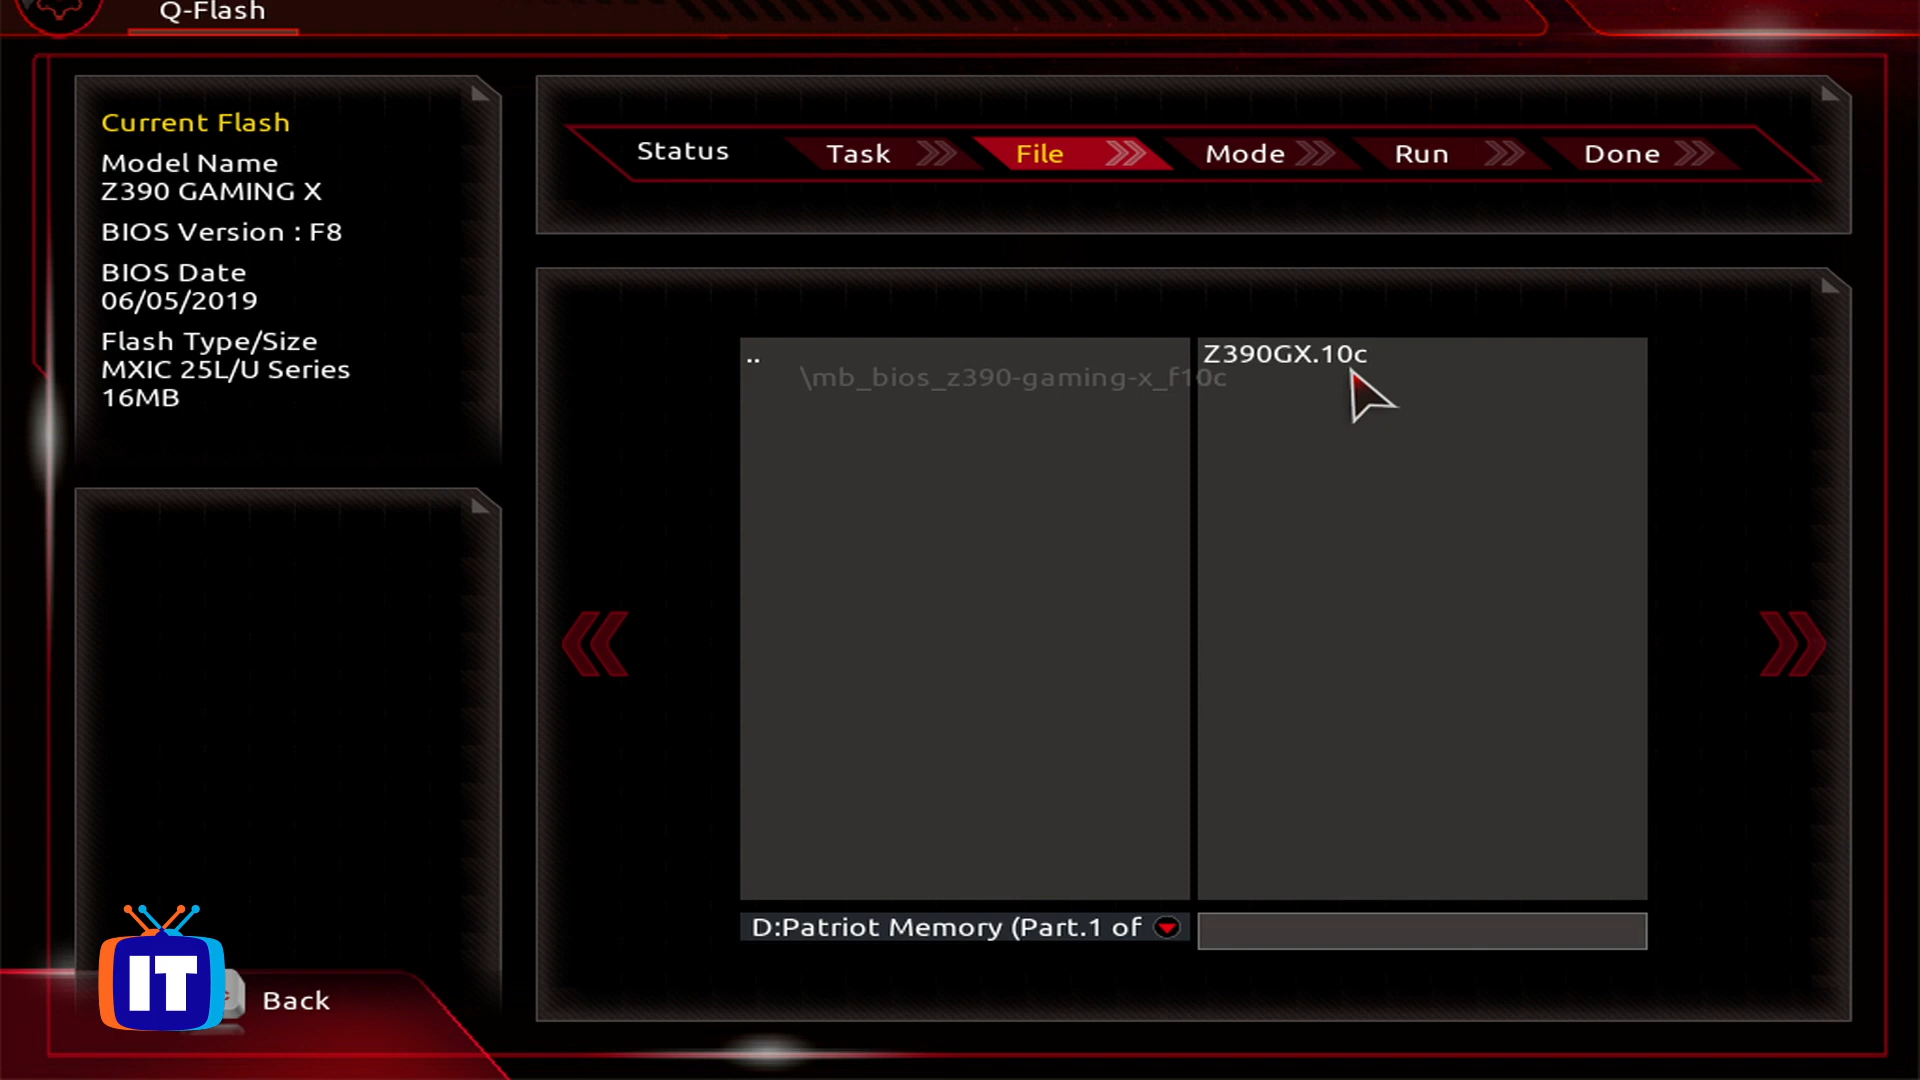 Q-Flash
Current Flash
Model Name
Z390 GAMING X
BIOS Version : F8
BIOS Date
06/05/2019
Flash Type/Size
MXIC 25L/U Series
16MB
Status
Task
File
Mode
Run
Done
..
\mb_bios_z390-gaming-x_f10c
Z390GX.10c
D:Patriot Memory (Part.1 of
IT
Back